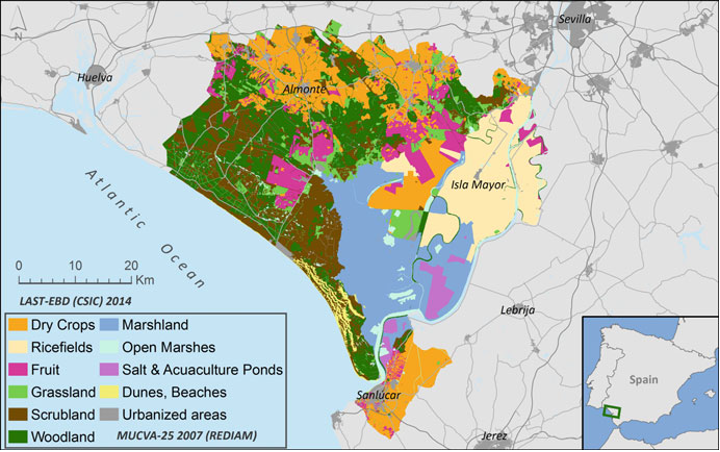 N
Sevilla
Huelva
Almonte
Isla Mayor
Atlantic Ocean
0 10 20
Km
LAST-EBD (CSIC) 2014
Lebrija
Dry Crops
Ricefields
Fruit
Grassland
Scrubland
Woodland
Marshland
Open Marshes
Salt & Acuaculture Ponds
Dunes, Beaches
Urbanized areas
MUCVA-25 2007 (REDIAM)
Sanlúcar
Jerez
Spain